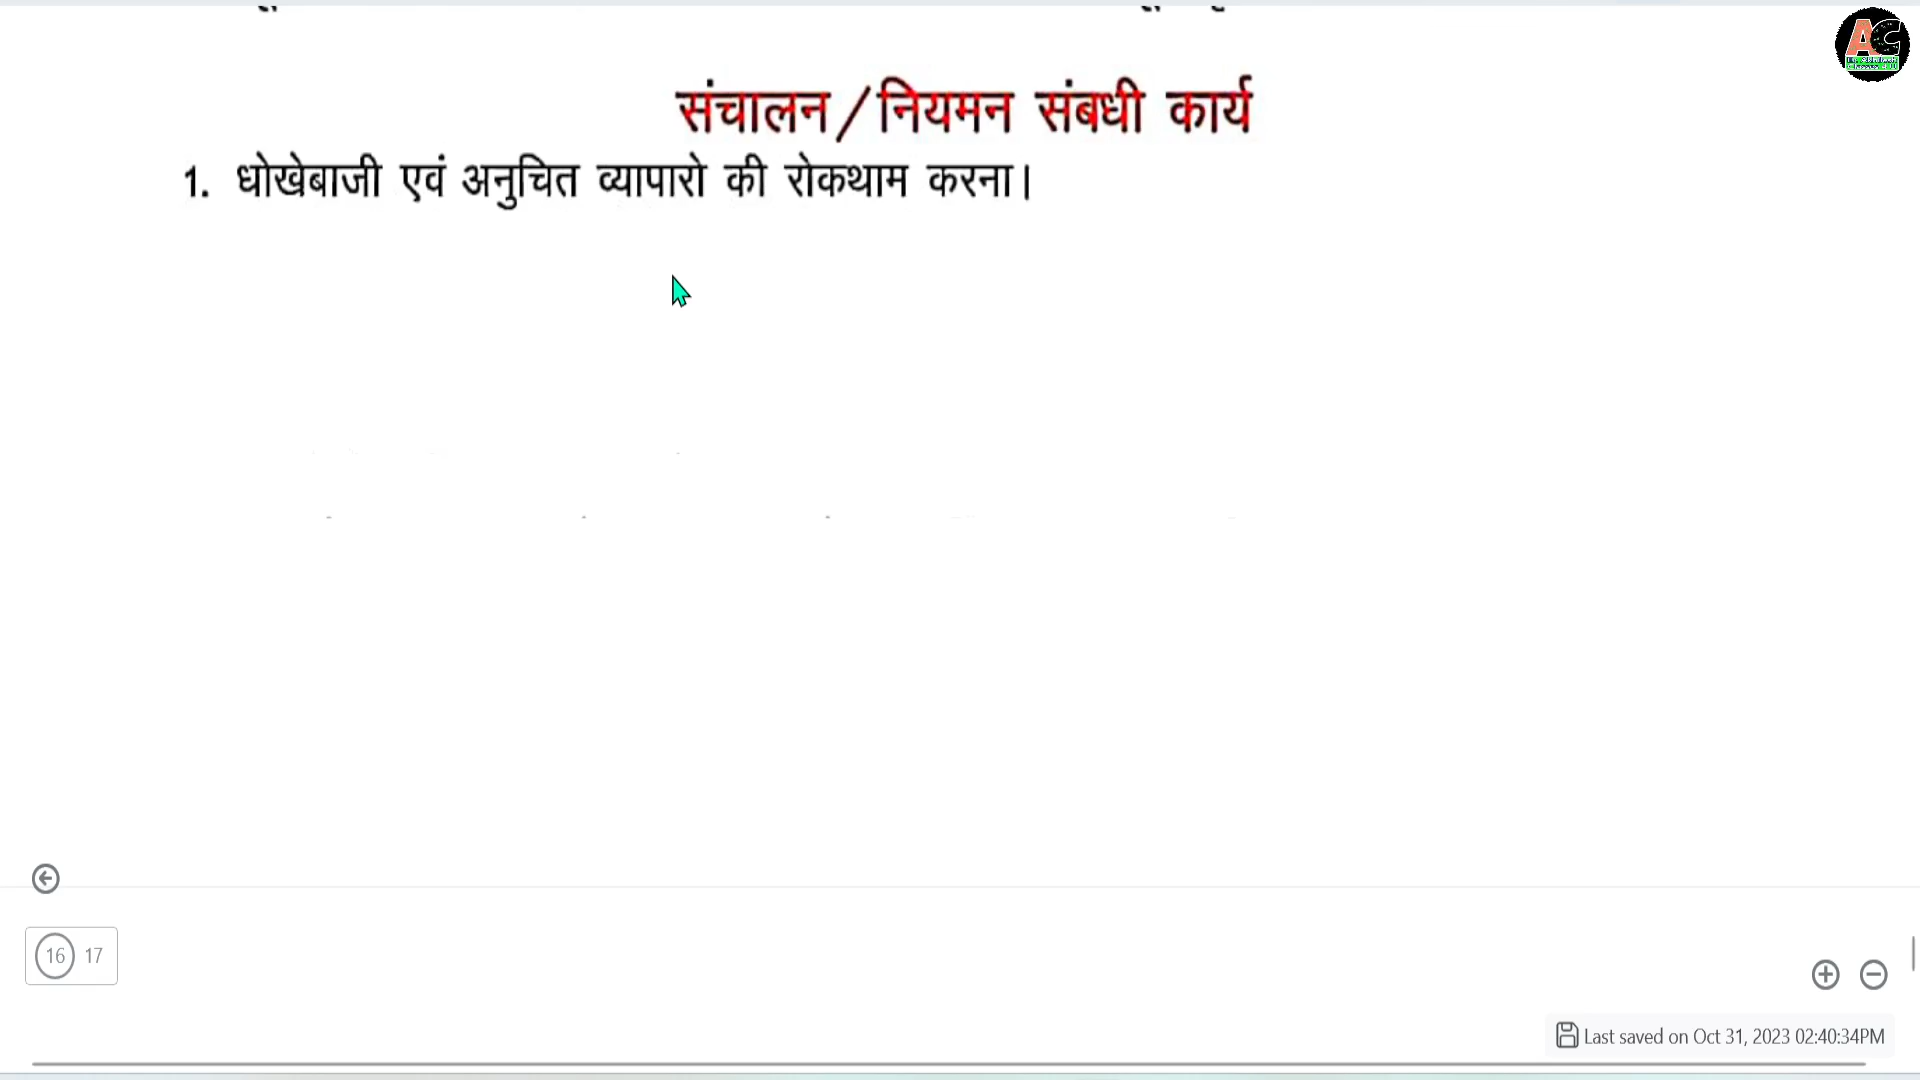 संचालन/नियमन संबधी कार्य
1. धोखेबाजी एवं अनुचित व्यापारो की रोकथाम करना।
16 17
Last saved on Oct 31, 2023 02:40:34PM